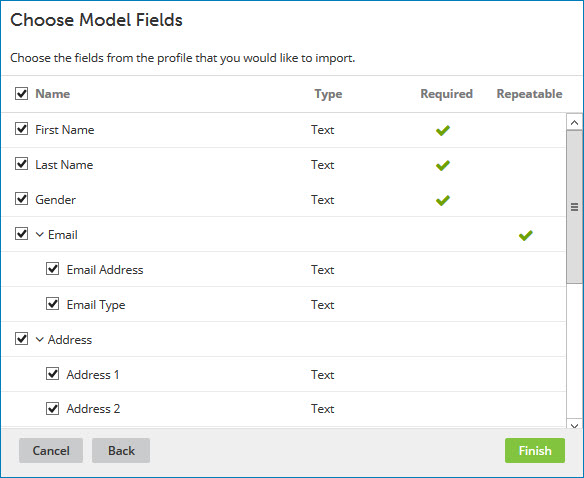 Choose Model Fields
Choose the fields from the profile that you would like to import.
Name Type Required Repeatable
First Name Text
Last Name Text
Gender Text
Email
Email Address Text
Email Type Text
Address
Address 1 Text
Address 2 Text
Cancel Back Finish